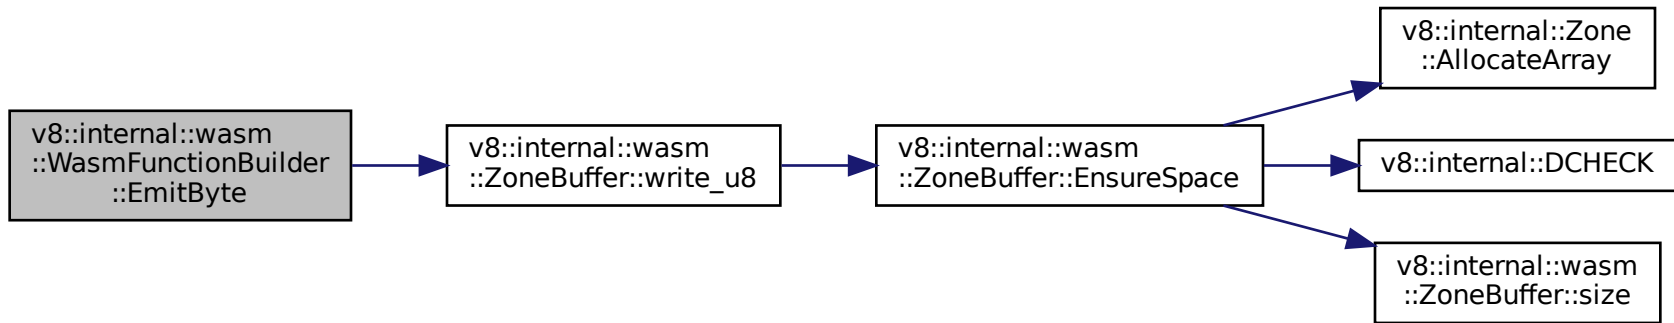 v8::internal::wasm
::WasmFunctionBuilder
::EmitByte
v8::internal::wasm
::ZoneBuffer::write_u8
v8::internal::wasm
::ZoneBuffer::EnsureSpace
v8::internal::Zone
::AllocateArray
v8::internal::DCHECK
v8::internal::wasm
::ZoneBuffer::size